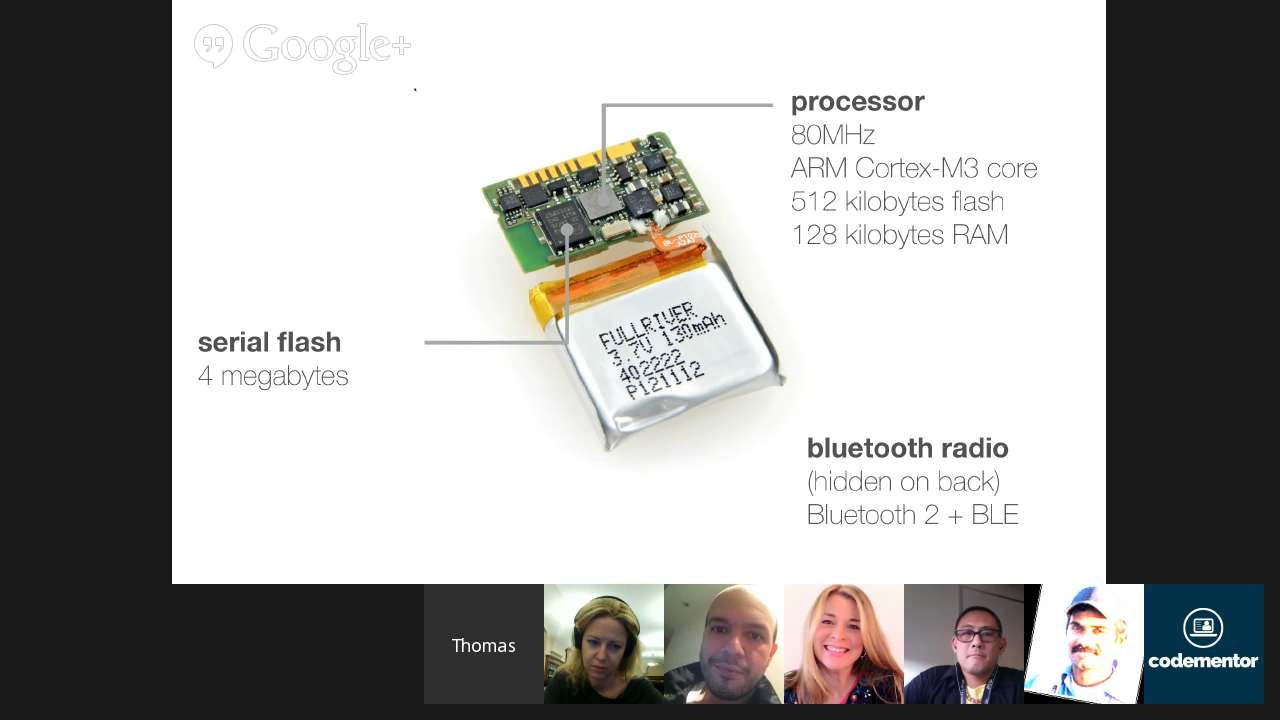 Google+
processor
80MHz
ARM Cortex-M3 core
512 kilobytes flash
128 kilobytes RAM
FULLRIVER
3.7V 130mAh
402222
P121112
serial flash
4 megabytes
bluetooth radio
(hidden on back)
Bluetooth 2 + BLE
Thomas
codementor